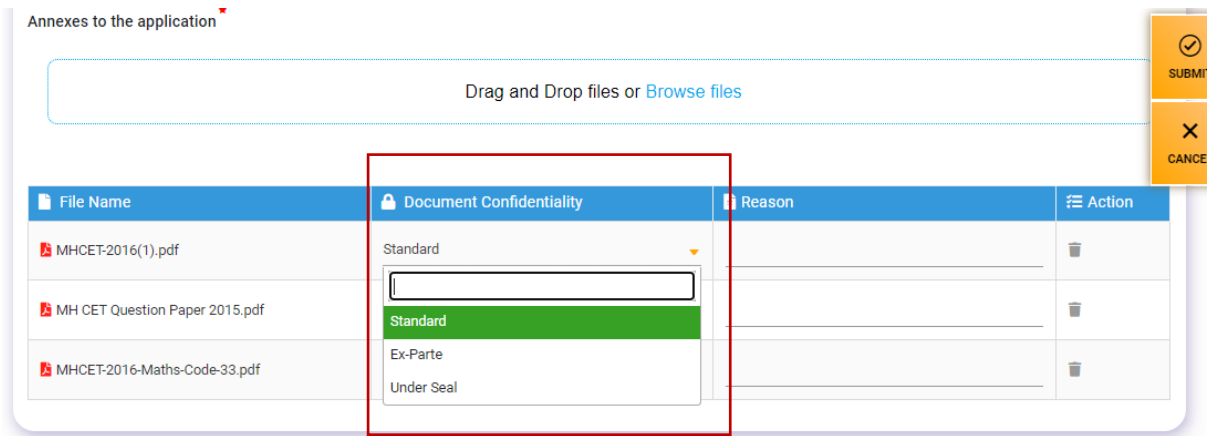 Annexes to the application*
Drag and Drop files or Browse files
SUBMIT
CANCE
File Name Document Confidentiality Reason Action
MHCET-2016(1).pdf Standard
MH CET Question Paper 2015.pdf
Standard
Ex-Parte
MHCET-2016-Maths-Code-33.pdf
Under Seal